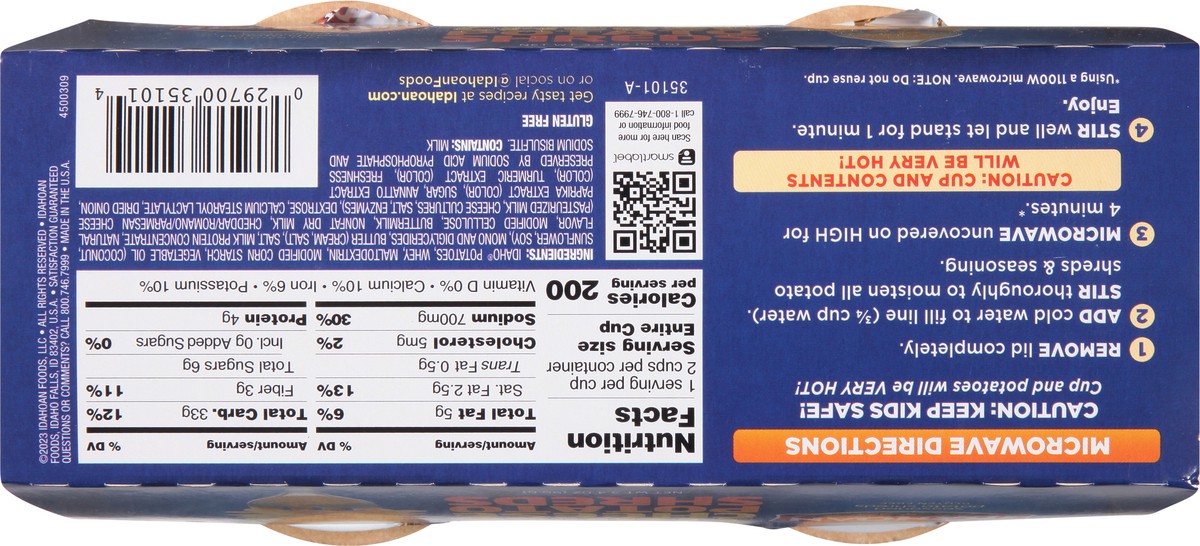 MICROWAVE DIRECTIONS
CAUTION: KEEP KIDS SAFE!
Cup and potatoes will be VERY HOT!
1 REMOVE lid completely.
2 ADD cold water to fill line (¾ cup water).
STIR thoroughly to moisten all potato
shreds & seasoning.
3 MICROWAVE uncovered on HIGH for
4 minutes.*
CAUTION: CUP AND CONTENTS
WILL BE VERY HOT!
4 STIR well and let stand for 1 minute.
Enjoy.
*Using a 1100W microwave. NOTE: Do not reuse cup.
Nutrition
Facts
1 serving per cup
2 cups per container
Serving size
Entire Cup
Calories 200
per serving
Amount/serving % DV
Total Fat 5g 6%
Sat. Fat 2.5g 13%
Trans Fat 0.5g
Cholesterol 5mg 2%
Sodium 700mg 30%
Amount/serving % DV
Total Carb. 33g 12%
Fiber 3g 11%
Total Sugars 6g
Incl. 0g Added Sugars 0%
Protein 4g
Vitamin D 0% • Calcium 10% • Iron 6% • Potassium 10%
smartlabel
Scan here for more
food information or
call 1-800-746-7999
35101-A
INGREDIENTS: IDAHO® POTATOES, WHEY, MALTODEXTRIN, MODIFIED CORN STARCH, VEGETABLE OIL (COCONUT,
SUNFLOWER, SOY), MONO AND DIGLYCERIDES, BUTTER (CREAM, SALT), SALT, MILK PROTEIN CONCENTRATE, NATURAL
FLAVOR, MODIFIED CELLULOSE, BUTTERMILK, NONFAT DRY MILK, CHEDDAR/ROMANO/PARMESAN CHEESE
(PASTEURIZED MILK, CHEESE CULTURES, SALT, ENZYMES), DEXTROSE, CALCIUM STEAROYL LACTYLATE, DRIED ONION,
PAPRIKA EXTRACT (COLOR), SUGAR, ANNATTO EXTRACT
(COLOR), TURMERIC EXTRACT (COLOR), FRESHNESS
PRESERVED BY SODIUM ACID PYROPHOSPHATE AND
SODIUM BISULFITE. CONTAINS: MILK
GLUTEN FREE
Get tasty recipes at Idahoan.com
or on social @IdahoanFoods
0 29700 35101 4
4500309
©2023 IDAHOAN FOODS, LLC • ALL RIGHTS RESERVED • IDAHOAN
FOODS, IDAHO FALLS, ID 83402, U.S.A. • SATISFACTION GUARANTEED
QUESTIONS OR COMMENTS? CALL: 800.746.7999 • MADE IN THE U.S.A.